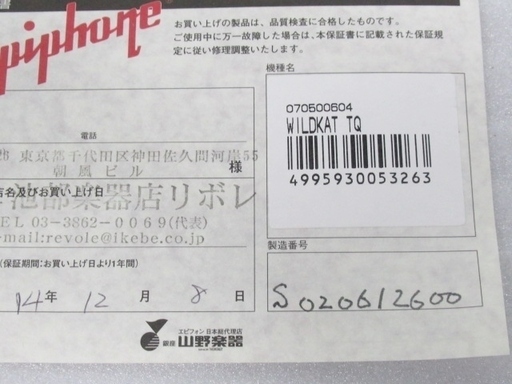 Epiphone
お買い上げの製品は、品質検査に合格したものです。
ご使用中に万一故障した場合は、本保証書に記載された保証規
定に従い修理調整いたします。
機種名
070500604
WILDKAT TQ
4995930053263
電話
東京都千代田区神田佐久間河岸55
朝風ビル
様
店名及びお買い上げ日
池部楽器店リボレ
TEL 03-3862-0069(代表)
e-mail:revole@ikebe.co.jp
(保証期間:お買い上げ日より1年間)
14年 12月 8日
製造番号
S020612600
エピフォン 日本総代理店
銀座 山野楽器